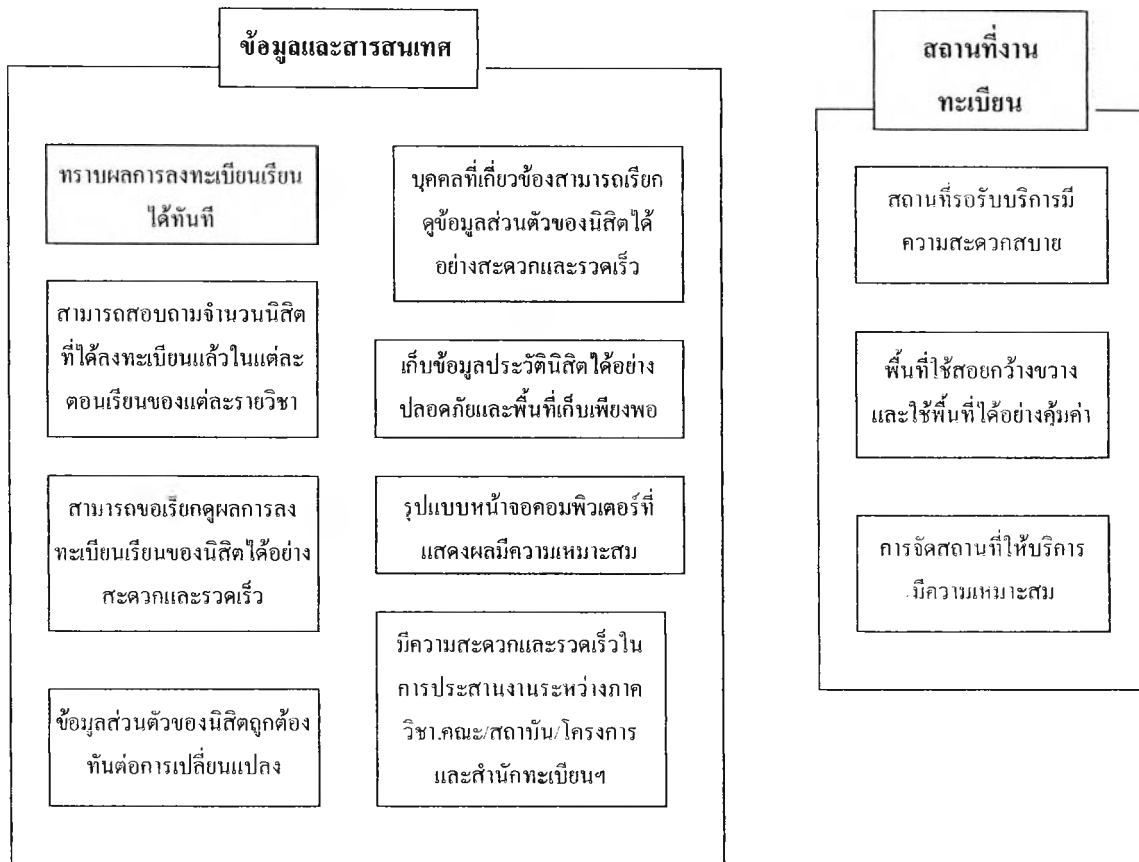 ข้อมูลและสารสนเทศ
ทราบผลการลงทะเบียนเรียน
ได้ทันที
สามารถสอบถามจำนวนนิสิต
ที่ได้ลงทะเบียนแล้วในแต่ละ
ตอนเรียนของแต่ละรายวิชา
สามารถขอเรียกดูผลการลง
ทะเบียนเรียนของนิสิตได้อย่าง
สะดวกและรวดเร็ว
ข้อมูลส่วนตัวของนิสิตถูกต้อง
ทันต่อการเปลี่ยนแปลง
บุคคลที่เกี่ยวข้องสามารถเรียก
ดูข้อมูลส่วนตัวของนิสิตได้
อย่างสะดวกและรวดเร็ว
เก็บข้อมูลประวัตินิสิตได้อย่าง
ปลอดภัยและพื้นที่เก็บเพียงพอ
รูปแบบหน้าจอคอมพิวเตอร์ที่
แสดงผลมีความเหมาะสม
มีความสะดวกและรวดเร็วใน
การประสานงานระหว่างภาค
วิชา.คณะ/สถาบัน/โครงการ
และสำนักทะเบียนฯ
สถานที่งาน
ทะเบียน
สถานที่รอรับบริการมี
ความสะดวกสบาย
พื้นที่ใช้สอยกว้างขวาง
และใช้พื้นที่ได้อย่างคุ้มค่า
การจัดสถานที่ให้บริการ
มีความเหมาะสม